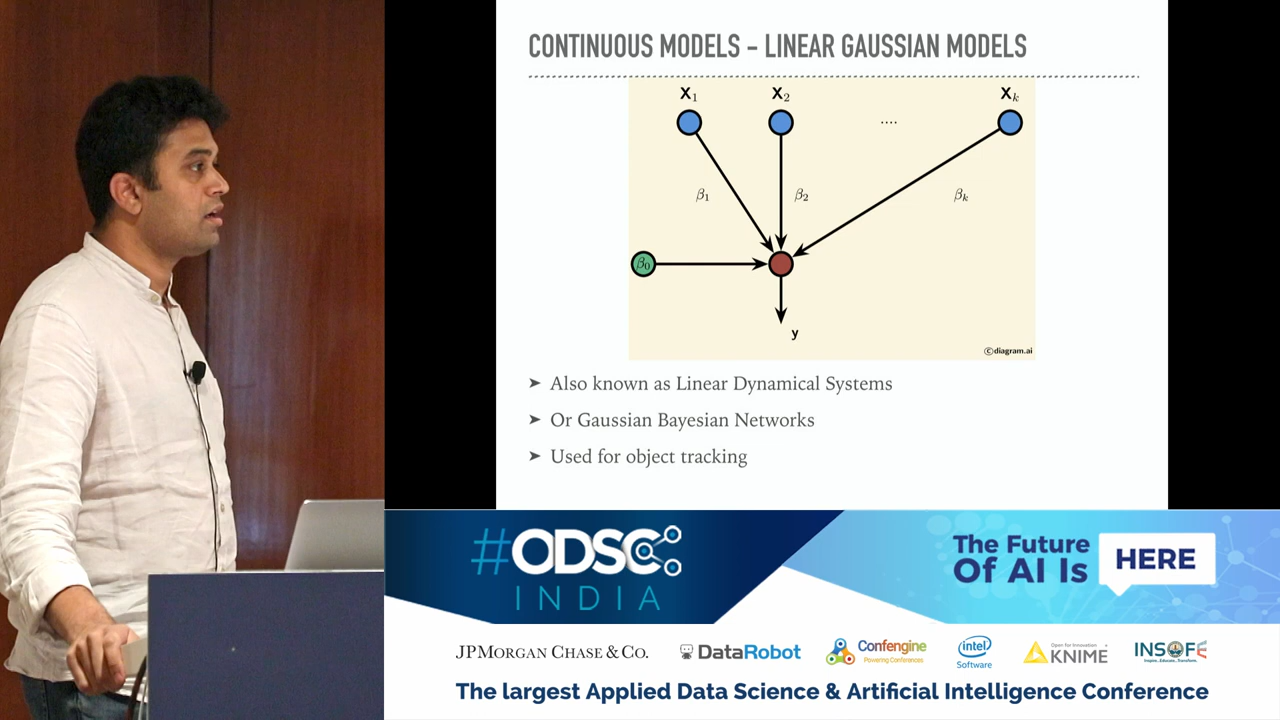 CONTINUOUS MODELS - LINEAR GAUSSIAN MODELS
X1 X2 .... Xk
β1 β2 βk
β0
y
©diagram.ai
➤ Also known as Linear Dynamical Systems
➤ Or Gaussian Bayesian Networks
➤ Used for object tracking
#ODSC
INDIA
The Future
Of AI Is HERE
JPMORGAN CHASE & CO.
DataRobot
Confengine
Powering Conferences
intel
Software
Open for Innovation
KNIME
INSOFE
Inspire...Educate...Transform.
The largest Applied Data Science & Artificial Intelligence Conference